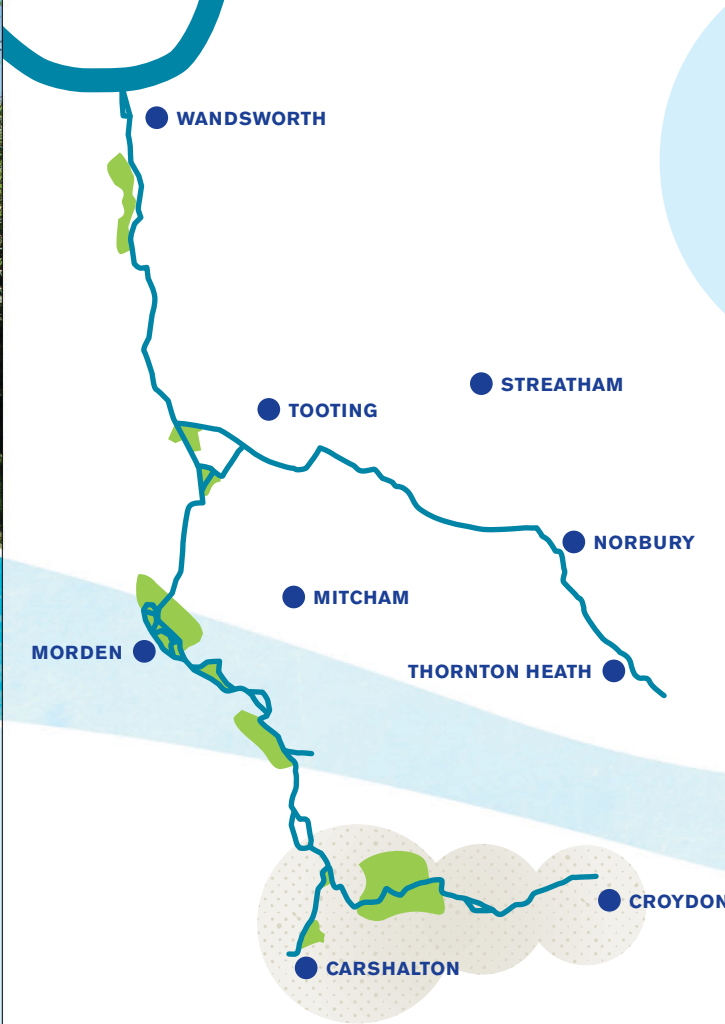 WANDSWORTH
STREATHAM
TOOTING
NORBURY
MITCHAM
MORDEN
THORNTON HEATH
CROYDON
CARSHALTON